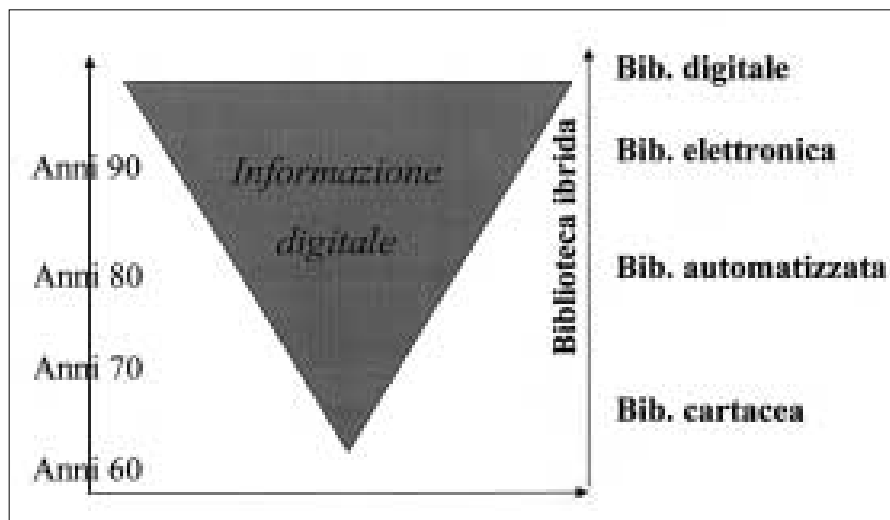 Bib. digitale
Bib. elettronica
Anni 90
Informazione
digitale
Biblioteca ibrida
Anni 80
Bib. automatizzata
Anni 70
Bib. cartacea
Anni 60